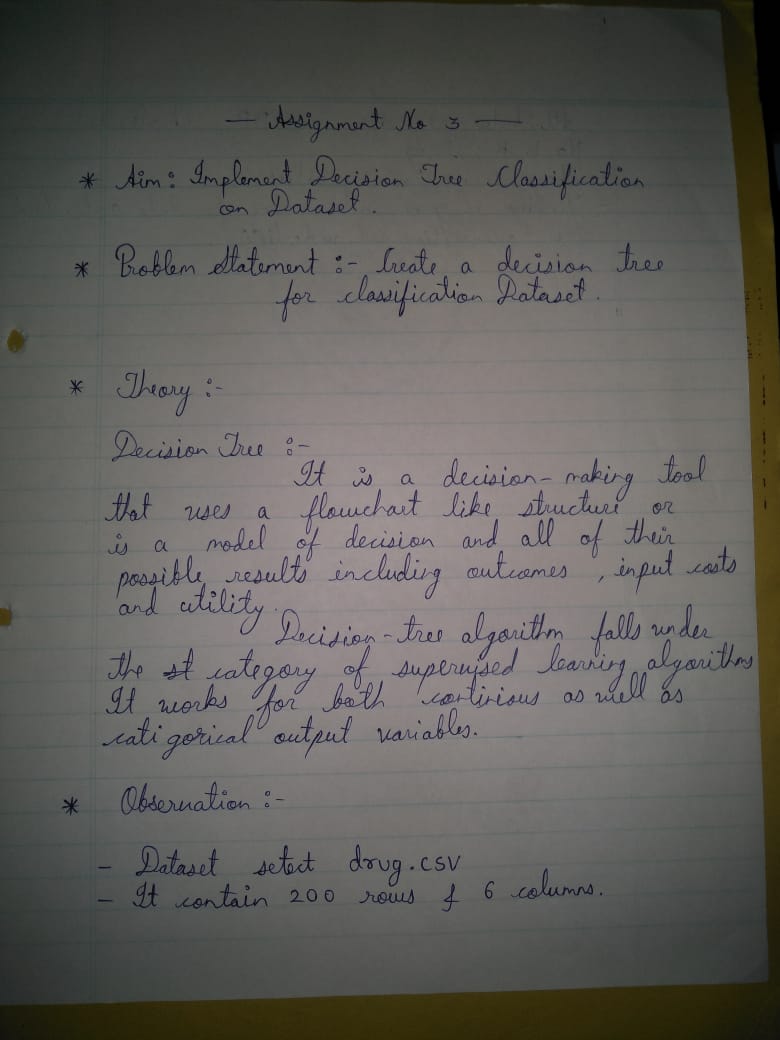 — Assignment No 3 —
* Aim : Implement Decision Tree Classification
on Dataset.
* Problem Statement :- Create a decision tree
for classification Dataset.
* Theory :-
Decision Tree :-
It is a decision-making tool
that uses a flowchart like structure or
is a model of decision and all of their
possible results including outcomes, input costs
and utility.
Decision-tree algorithm falls under
the category of supervised learning algorithms
It works for both continious as well as
catigorical output variables.
* Observation :-
- Dataset drug.csv
- It contain 200 rows & 6 columns.